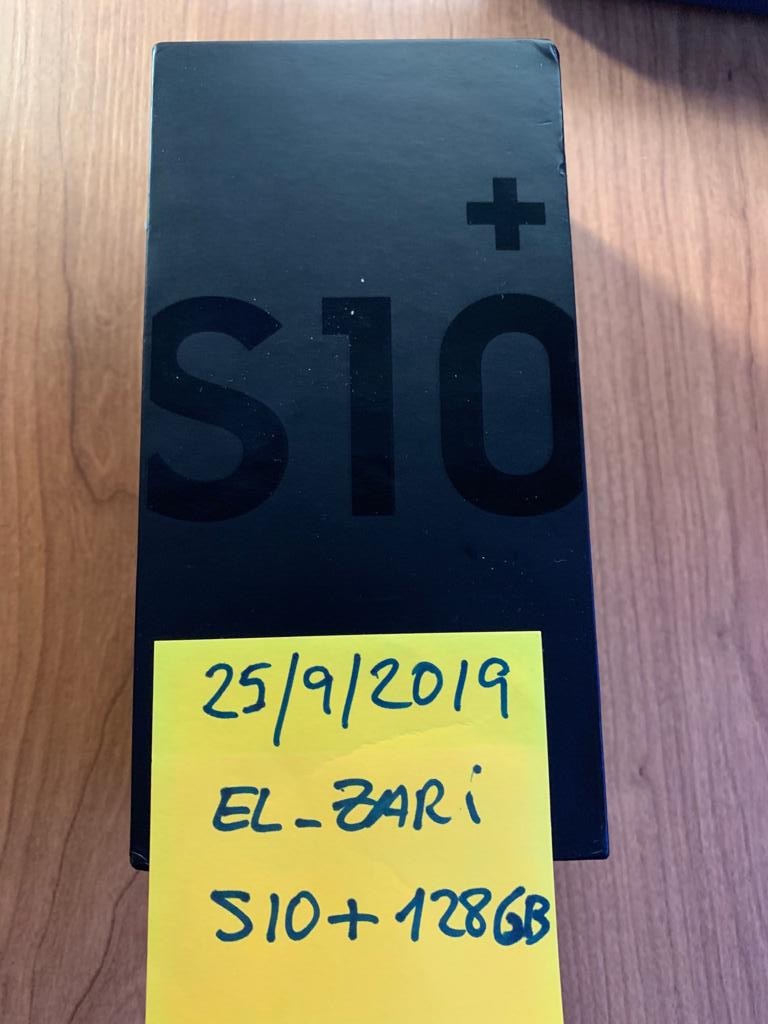 +
S10
25/9/2019
EL_ZARi
S10+ 128GB